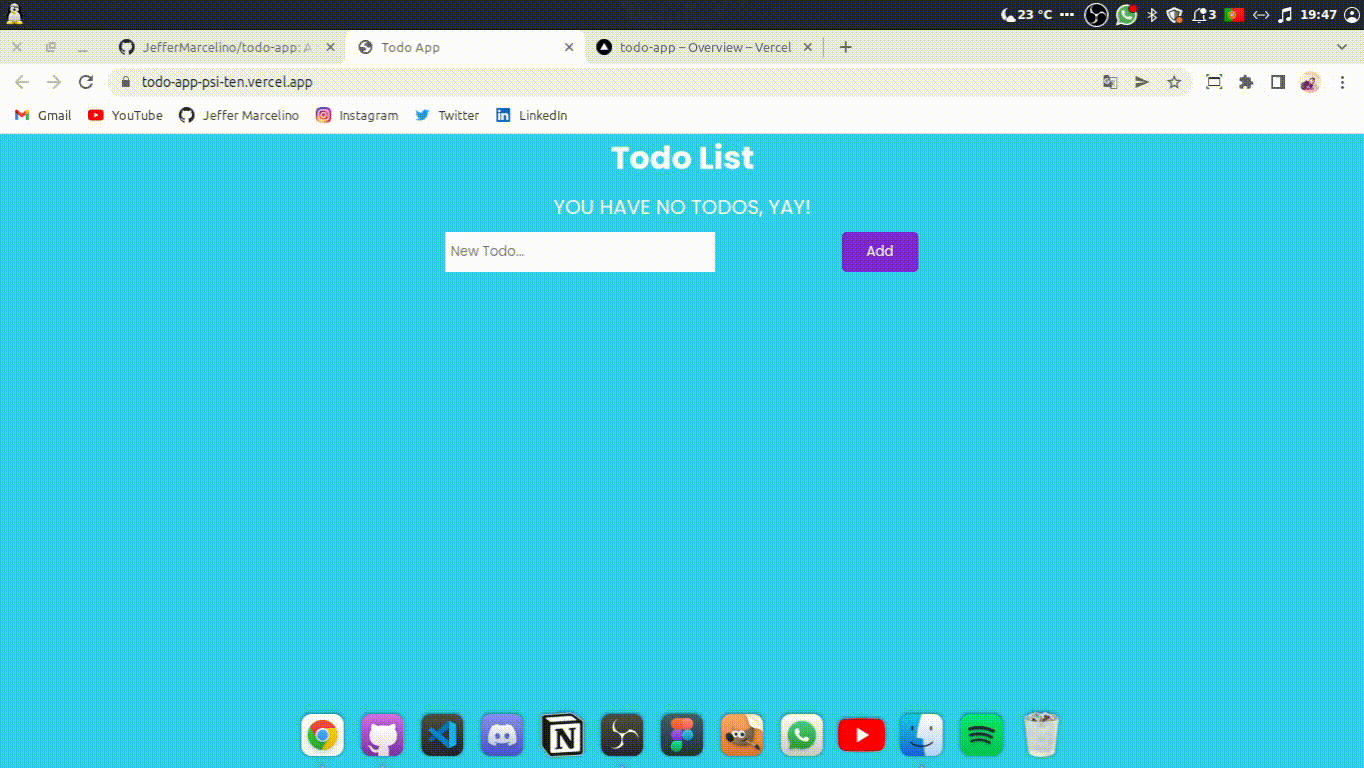 23 °C
3
19:47
JefferMarcelino/todo-app: A
Todo App
todo-app – Overview – Vercel
todo-app-psi-ten.vercel.app
Gmail
YouTube
Jeffer Marcelino
Instagram
Twitter
LinkedIn
Todo List
YOU HAVE NO TODOS, YAY!
New Todo...
Add